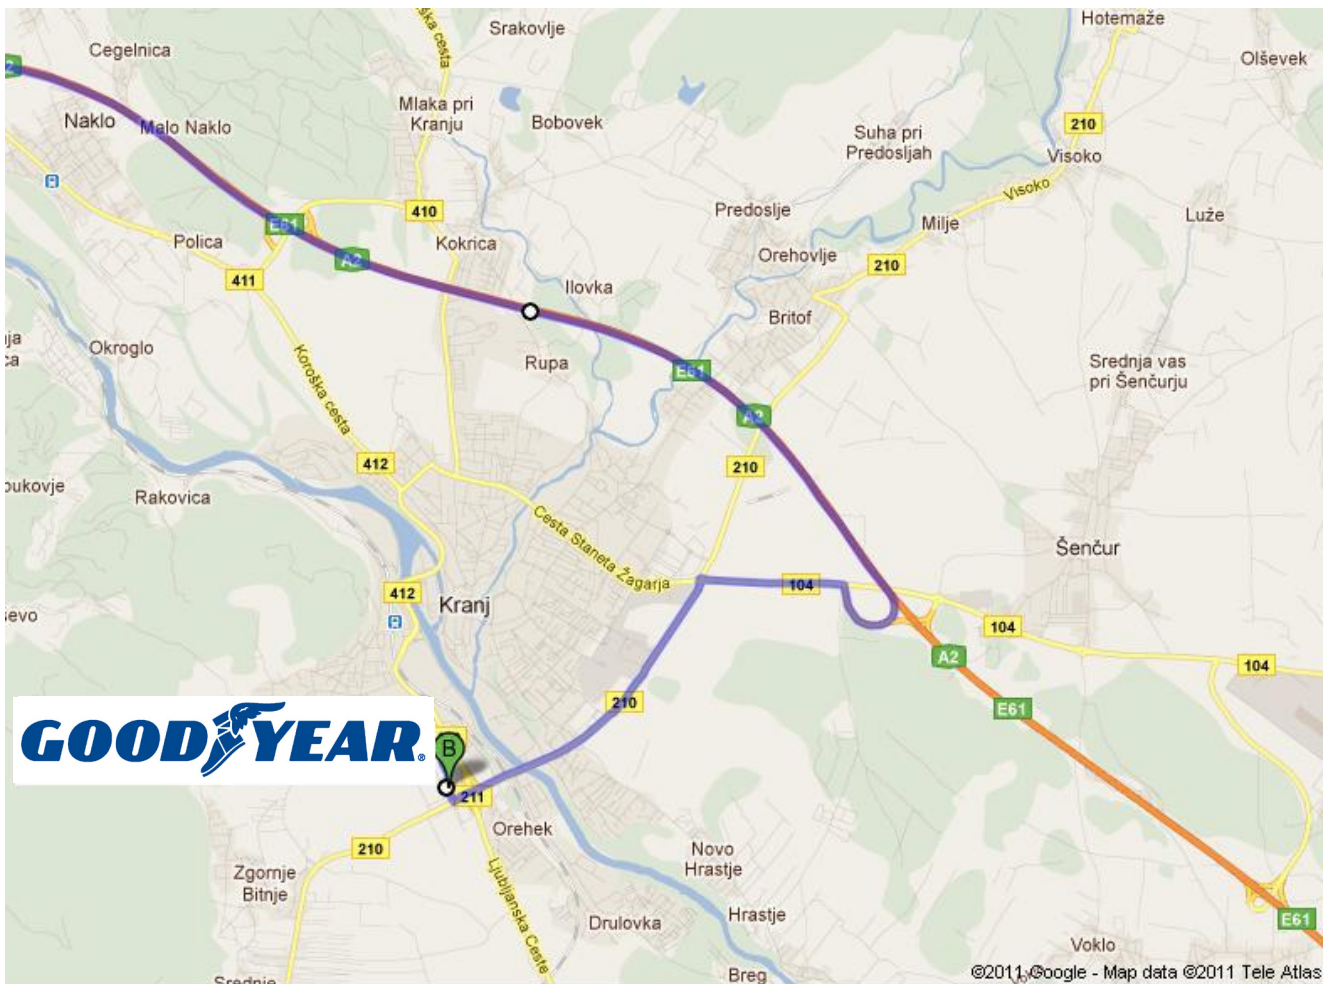 Hotemaže
Srakovlje
Cegelnica
Olševek
Mlaka pri
Kranju
Naklo
Malo Naklo
Bobovek
210
Suha pri
Predosljah
Visoko
Visoko
Predoslje
Luže
410
E61
Milje
Polica
Kokrica
Orehovlje
A2
210
411
Ilovka
Britof
Okroglo
Koroška cesta
Rupa
E61
Srednja vas
pri Šenčurju
A2
412
210
Rakovica
Cesta Staneta Žagarja
Šenčur
104
412
Kranj
104
A2
104
210
E61
GOODYEAR
B
211
Orehek
210
Novo
Hrastje
Zgornje
Bitnje
Ljubljanska Ceste
Drulovka
Hrastje
E61
Voklo
Breg
©2011 Google - Map data ©2011 Tele Atlas